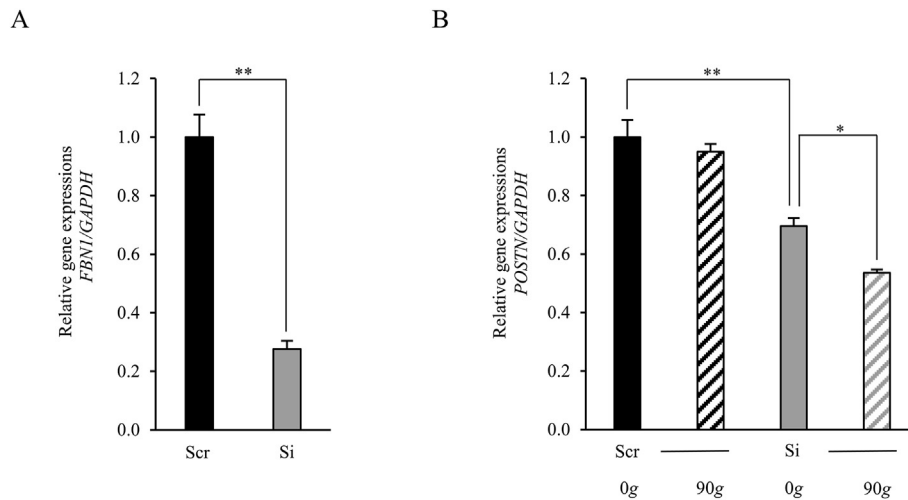 A
Relative gene expressions
FBN1/GAPDH
1.2
1.0
0.8
0.6
0.4
0.2
0.0
**
Scr
Si
B
Relative gene expressions
POSTN/GAPDH
1.2
1.0
0.8
0.6
0.4
0.2
0.0
**
*
Scr
Si
0g
90g
0g
90g